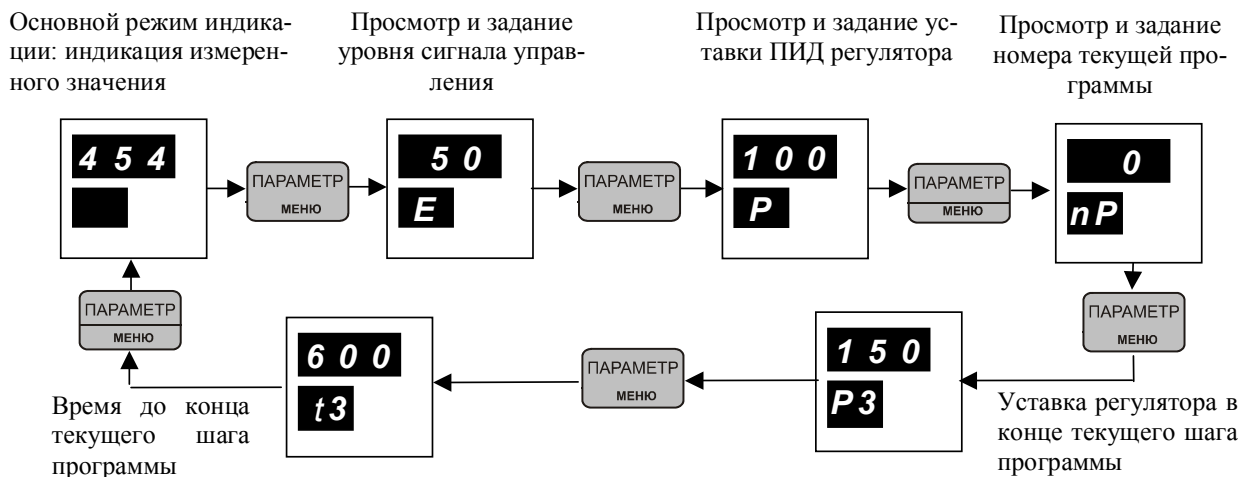 Основной режим индика-
ции: индикация измерен-
ного значения
Просмотр и задание
уровня сигнала управ-
ления
Просмотр и задание ус-
тавки ПИД регулятора
Просмотр и задание
номера текущей про-
граммы
4 5 4
ПАРАМЕТР
МЕНЮ
5 0
E
ПАРАМЕТР
МЕНЮ
1 0 0
P
ПАРАМЕТР
МЕНЮ
0
nP
ПАРАМЕТР
МЕНЮ
1 5 0
P3
Уставка регулятора в
конце текущего шага
программы
ПАРАМЕТР
МЕНЮ
6 0 0
t3
Время до конца
текущего шага
программы
ПАРАМЕТР
МЕНЮ